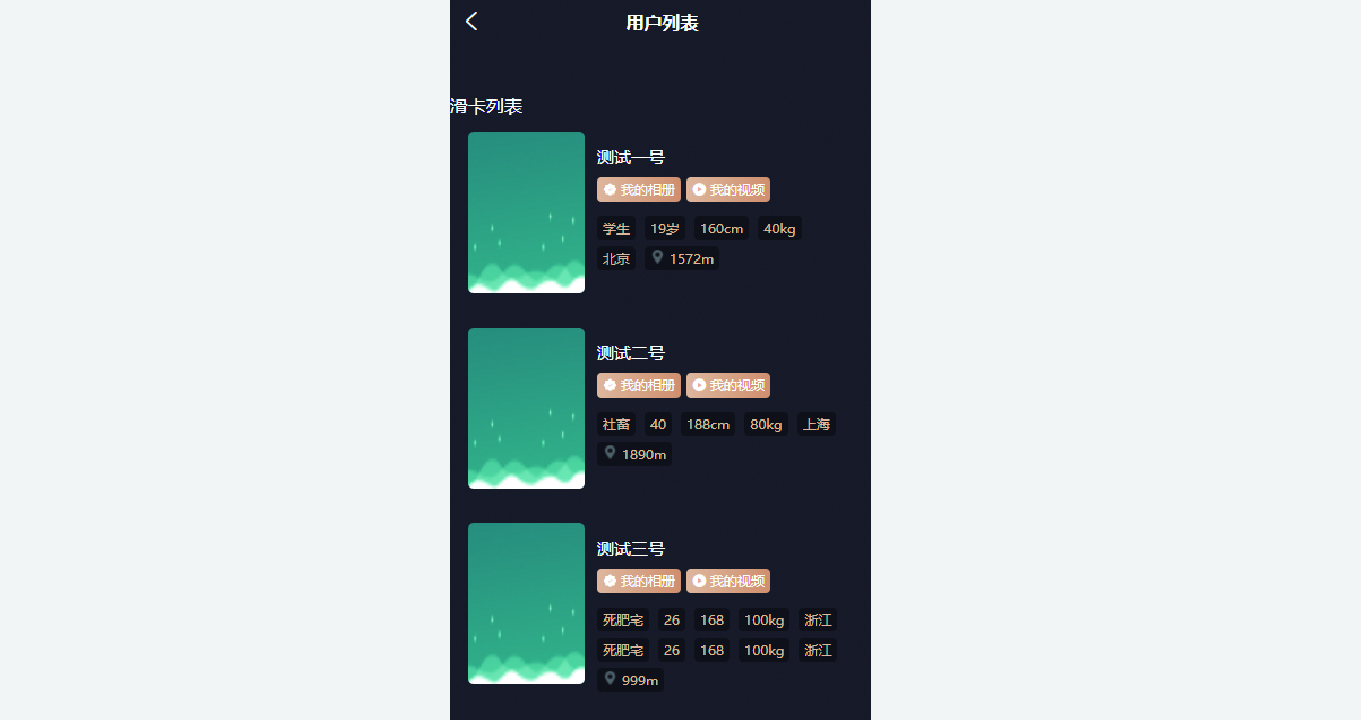 用户列表
滑卡列表
测试一号
我的相册 我的视频
学生 19岁 160cm 40kg
北京 1572m
测试二号
我的相册 我的视频
社畜 40 188cm 80kg 上海
1890m
测试三号
我的相册 我的视频
死肥宅 26 168 100kg 浙江
死肥宅 26 168 100kg 浙江
999m